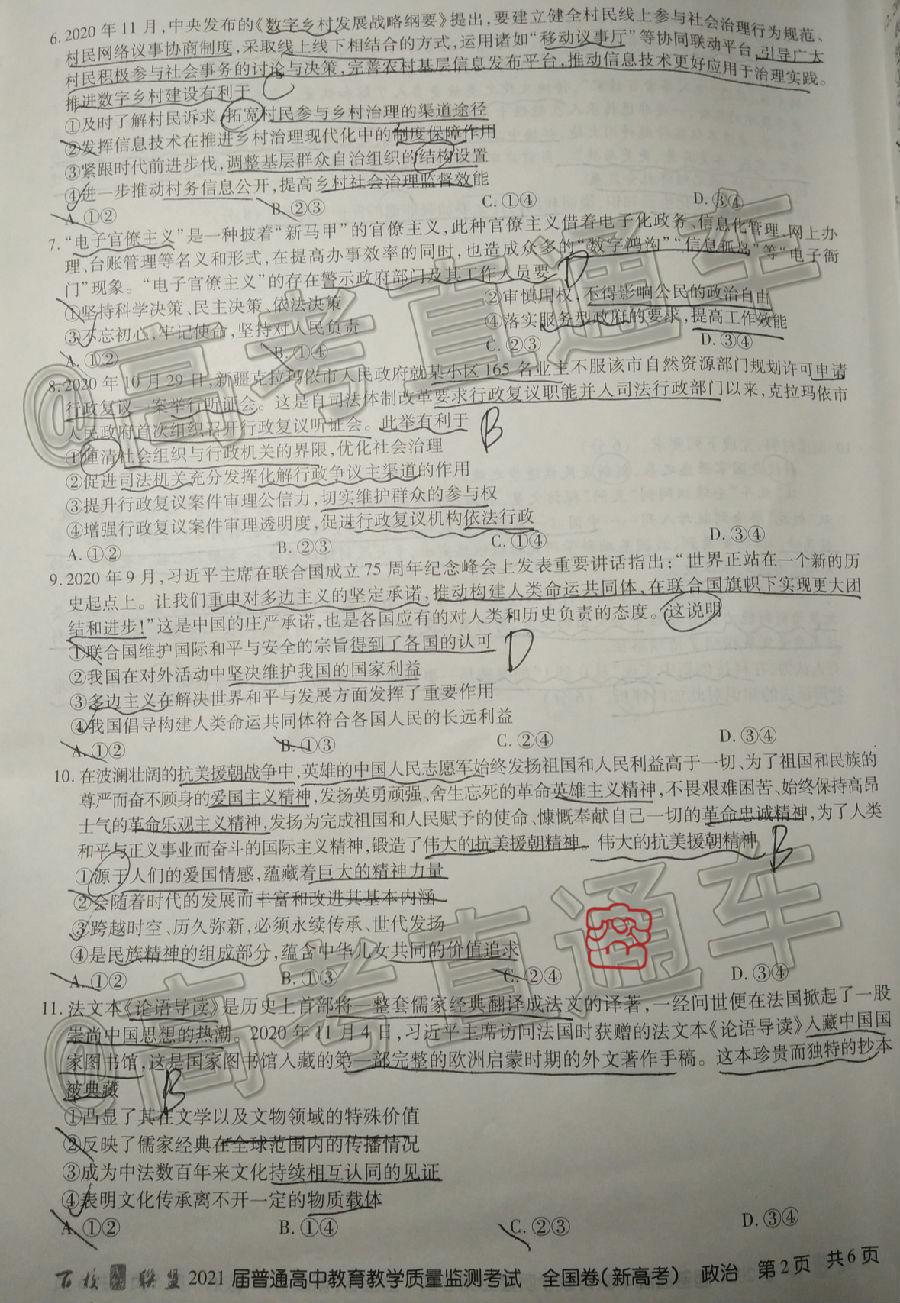 6. 2020 年 11 月，中央发布的《数字乡村发展战略纲要》提出，要建立健全村民线上参与社会治理行为规范、
村民网络议事协商制度，采取线上线下相结合的方式，运用诸如“移动议事厅”等协同联动平台，引导广大
村民积极参与社会事务的讨论与决策，完善农村基层信息发布平台，推动信息技术更好应用于治理实践。
推进数字乡村建设有利于 C
①及时了解村民诉求，拓宽村民参与乡村治理的渠道途径
②发挥信息技术在推进乡村治理现代化中的制度保障作用
③紧跟时代前进步伐，调整基层群众自治组织的结构设置
④进一步推动村务信息公开，提高乡村社会治理监督效能
A. ①② B. ②③ C. ①④ D. ③④
7. “电子官僚主义”是一种披着“新马甲”的官僚主义，此种官僚主义借着电子化政务、信息化管理、网上办
理、台账管理等名义和形式，在提高办事效率的同时，也造成众多的“数字鸿沟”“信息孤岛”等“电子衙
门”现象。“电子官僚主义”的存在警示政府部门及其工作人员要 D
①坚持科学决策、民主决策、依法决策 ②审慎用权，不得影响公民的政治自由
③不忘初心，牢记使命，坚持对人民负责 ④落实服务型政府的要求，提高工作效能
A. ①② B. ①④ C. ②③ D. ③④
8. 2020 年 10 月 29 日，新疆克拉玛依市人民政府就某小区 165 名业主不服该市自然资源部门规划许可申请
行政复议一案举行听证会。这是自司法体制改革要求行政复议职能并入司法行政部门以来，克拉玛依市
人民政府首次组织召开行政复议听证会。此举有利于 B
①厘清社会组织与行政机关的界限，优化社会治理
②促进司法机关充分发挥化解行政争议主渠道的作用
③提升行政复议案件审理公信力，切实维护群众的参与权
④增强行政复议案件审理透明度，促进行政复议机构依法行政
A. ①② B. ②③ C. ①④ D. ③④
9. 2020 年 9 月，习近平主席在联合国成立 75 周年纪念峰会上发表重要讲话指出：“世界正站在一个新的历
史起点上。让我们重申对多边主义的坚定承诺，推动构建人类命运共同体，在联合国旗帜下实现更大团
结和进步！”这是中国的庄严承诺，也是各国应有的对人类和历史负责的态度。这说明
①联合国维护国际和平与安全的宗旨得到了各国的认可 D
②我国在对外活动中坚决维护我国的国家利益
③多边主义在解决世界和平与发展方面发挥了重要作用
④我国倡导构建人类命运共同体符合各国人民的长远利益
A. ①② B. ①③ C. ②④ D. ③④
10. 在波澜壮阔的抗美援朝战争中，英雄的中国人民志愿军始终发扬祖国和人民利益高于一切、为了祖国和民族的
尊严而奋不顾身的爱国主义精神，发扬英勇顽强、舍生忘死的革命英雄主义精神，不畏艰难困苦、始终保持高昂
士气的革命乐观主义精神，发扬为完成祖国和人民赋予的使命、慷慨奉献自己一切的革命忠诚精神，为了人类
和平与正义事业而奋斗的国际主义精神，锻造了伟大的抗美援朝精神。伟大的抗美援朝精神 B
①源于人们的爱国情感，蕴藏着巨大的精神力量
②会随着时代的发展而丰富和改进其基本内涵
③跨越时空、历久弥新，必须永续传承、世代发扬
④是民族精神的组成部分，蕴含中华儿女共同的价值追求
A. ①② B. ①③ C. ②④ D. ③④
11. 法文本《论语导读》是历史上首部将一整套儒家经典翻译成法文的译著，一经问世便在法国掀起了一股
崇尚中国思想的热潮。2020 年 11 月 4 日，习近平主席访问法国时获赠的法文本《论语导读》入藏中国国
家图书馆，这是国家图书馆入藏的第一部完整的欧洲启蒙时期的外文著作手稿。这本珍贵而独特的抄本
被典藏 B
①凸显了其在文学以及文物领域的特殊价值
②反映了儒家经典在全球范围内的传播情况
③成为中法数百年来文化持续相互认同的见证
④表明文化传承离不开一定的物质载体
A. ①② B. ①④ C. ②③ D. ③④
百校联盟 2021 届普通高中教育教学质量监测考试 全国卷（新高考） 政治 第 2 页 共 6 页
@高考直通车
@高考直通车